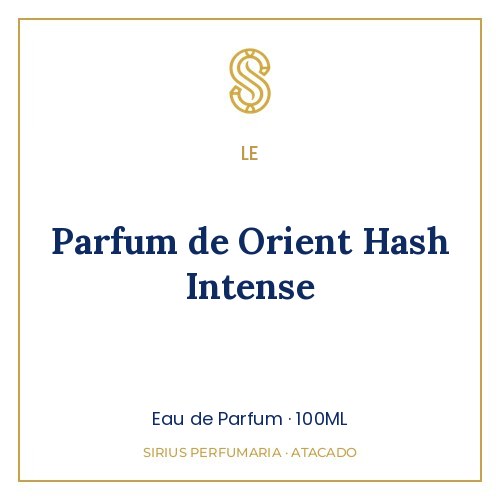 LE
Parfum de Orient Hash
Intense
Eau de Parfum · 100ML
SIRIUS PERFUMARIA · ATACADO